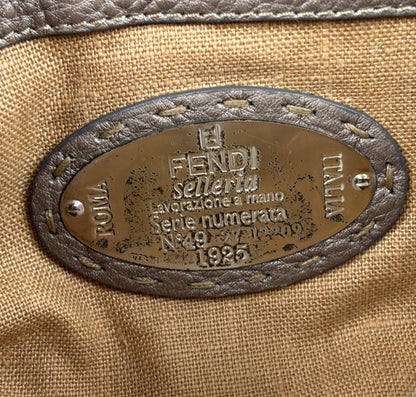 FENDI
Selleria
Lavorazione a mano
Serie numerata
N° 49
1925
ROMA
ITALIA